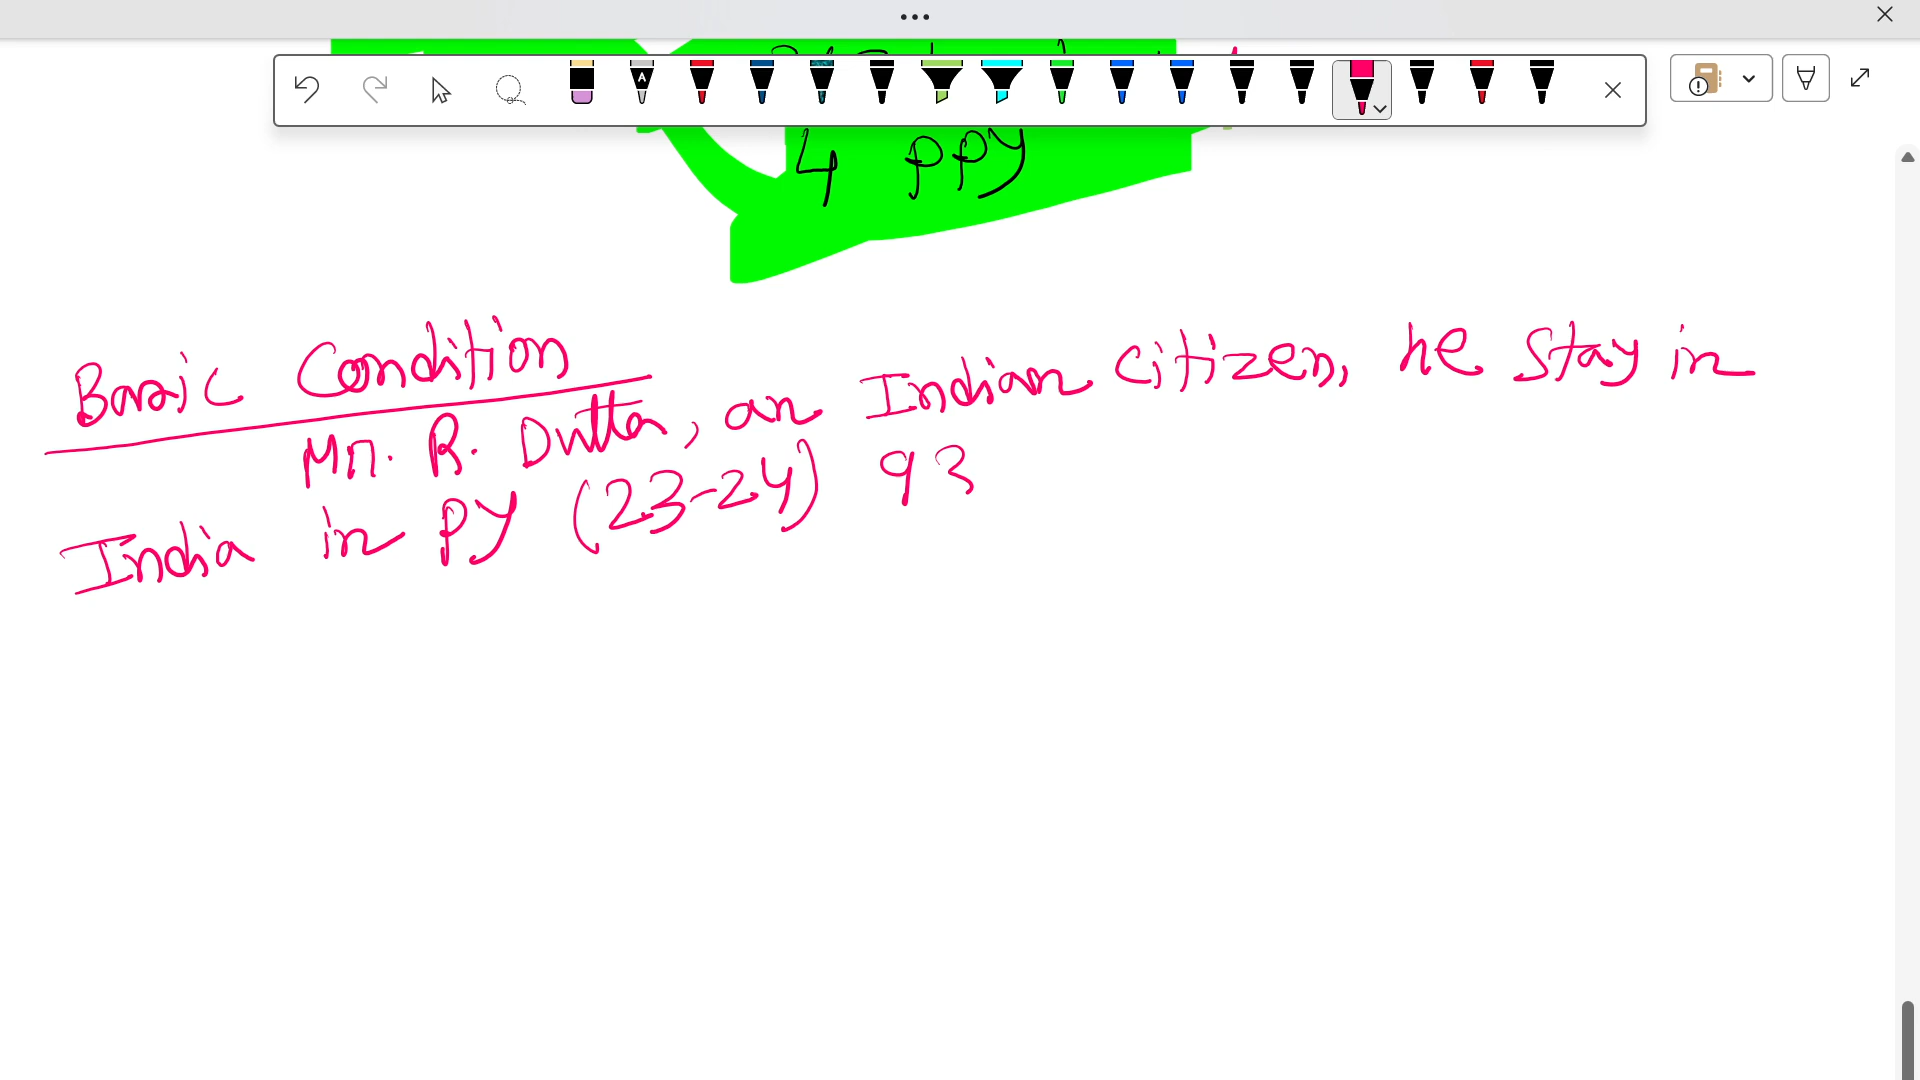 4 PPY
Basic Condition
Mr. R. Dutta, an Indian citizen, he stay in
India in PY (23-24) 93